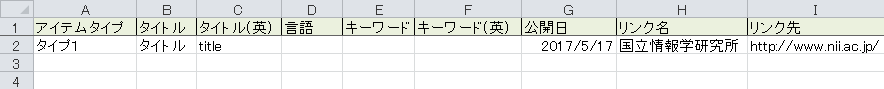 A B C D E F G H I
1 アイテムタイプ タイトル タイトル(英) 言語 キーワード キーワード(英) 公開日 リンク名 リンク先
2 タイプ1 タイトル title 2017/5/17 国立情報学研究所 http://www.nii.ac.jp/
3
4